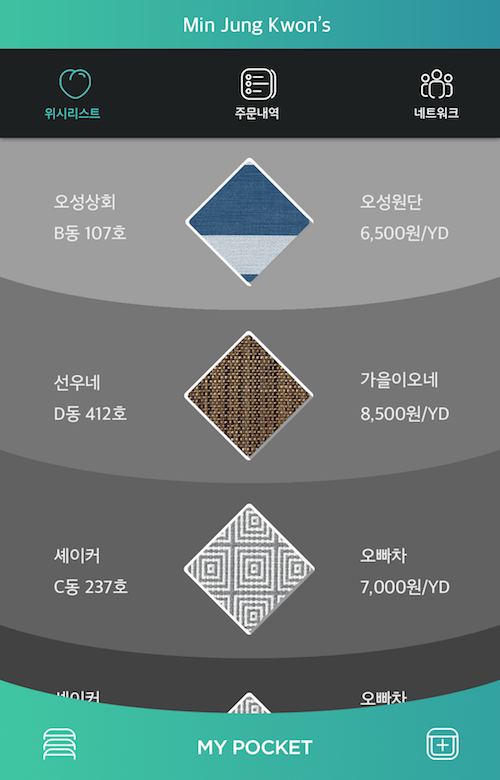 Min Jung Kwon's
위시리스트
주문내역
네트워크
오성상회
B동 107호
오성원단
6,500원/YD
선우네
D동 412호
가을이오네
8,500원/YD
셰이커
C동 237호
오빠차
7,000원/YD
셰이커
오빠차
MY POCKET